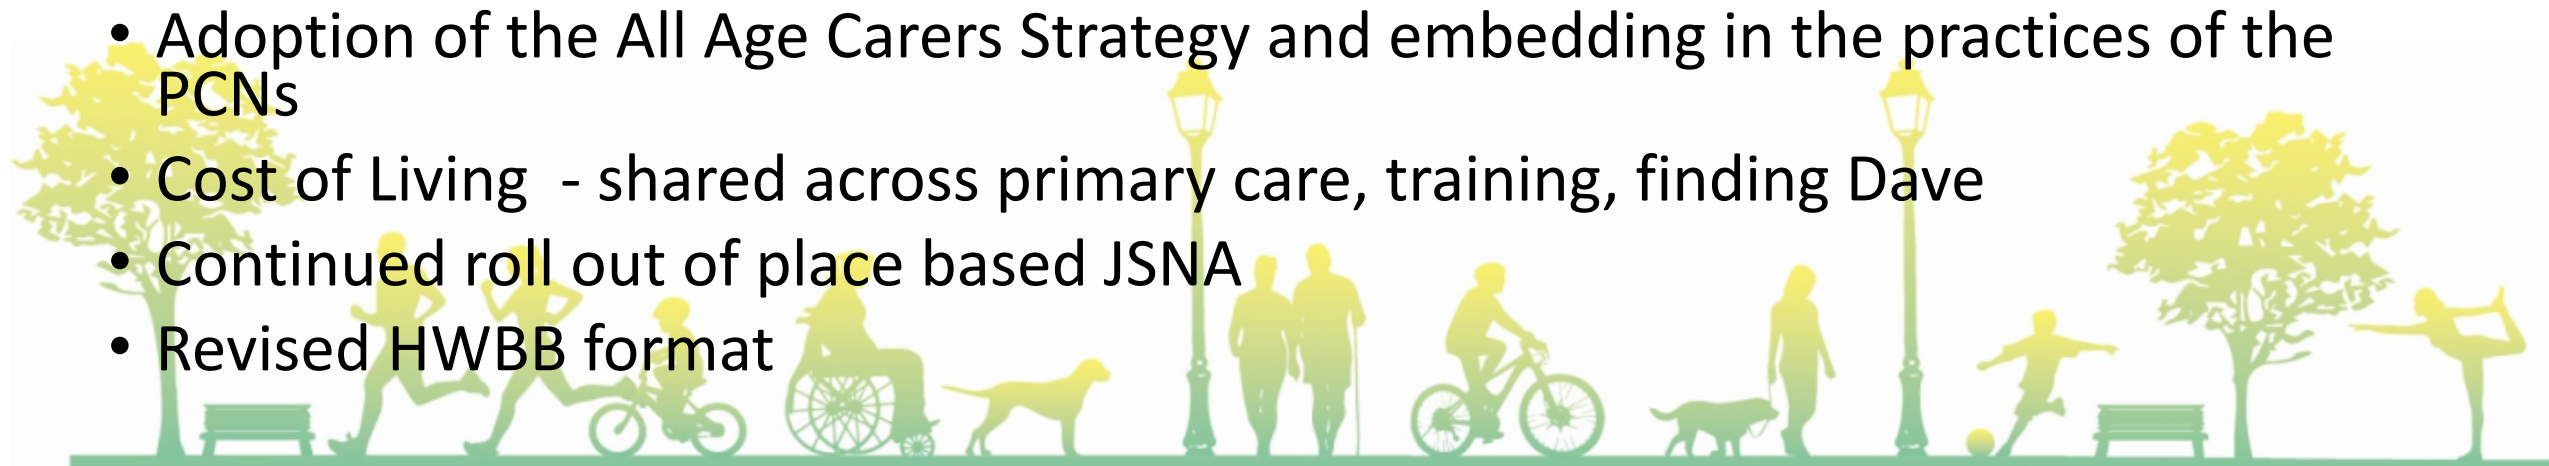 • Adoption of the All Age Carers Strategy and embedding in the practices of the
PCNs
• Cost of Living  - shared across primary care, training, finding Dave
• Continued roll out of place based JSNA
• Revised HWBB format